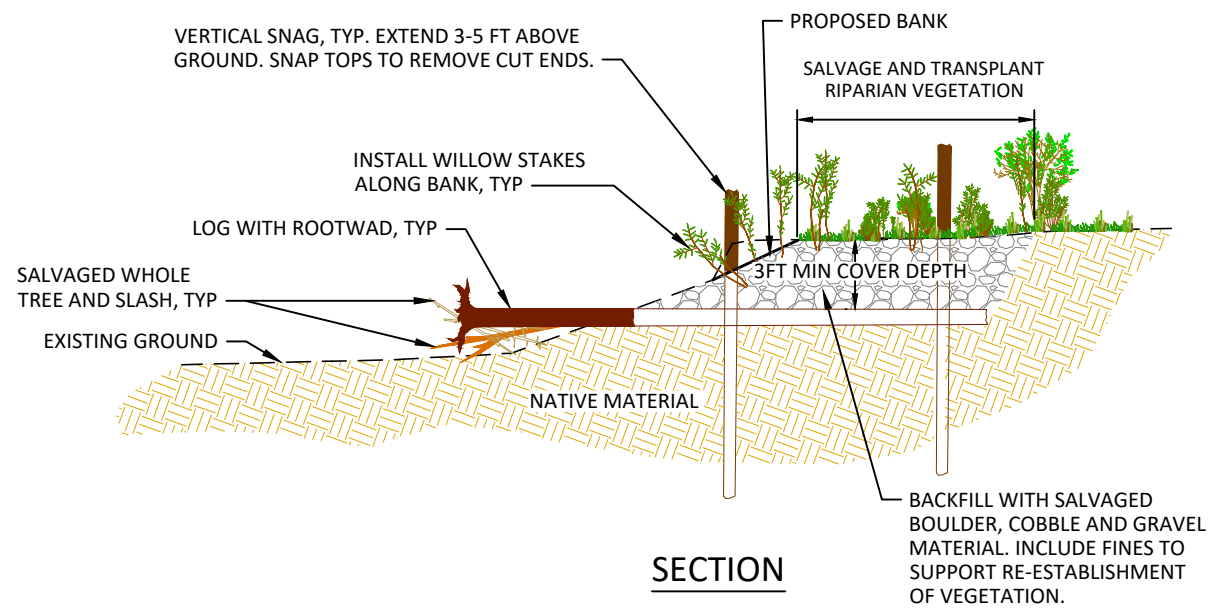 VERTICAL SNAG, TYP. EXTEND 3-5 FT ABOVE
GROUND. SNAP TOPS TO REMOVE CUT ENDS.
PROPOSED BANK
SALVAGE AND TRANSPLANT
RIPARIAN VEGETATION
INSTALL WILLOW STAKES
ALONG BANK, TYP
LOG WITH ROOTWAD, TYP
SALVAGED WHOLE
TREE AND SLASH, TYP
EXISTING GROUND
3FT MIN COVER DEPTH
NATIVE MATERIAL
BACKFILL WITH SALVAGED
BOULDER, COBBLE AND GRAVEL
MATERIAL. INCLUDE FINES TO
SUPPORT RE-ESTABLISHMENT
OF VEGETATION.
SECTION